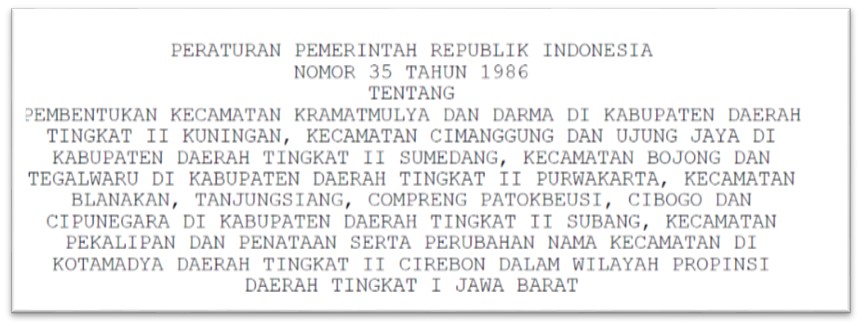 PERATURAN PEMERINTAH REPUBLIK INDONESIA
NOMOR 35 TAHUN 1986
TENTANG
PEMBENTUKAN KECAMATAN KRAMATMULYA DAN DARMA DI KABUPATEN DAERAH
TINGKAT II KUNINGAN, KECAMATAN CIMANGGUNG DAN UJUNG JAYA DI
KABUPATEN DAERAH TINGKAT II SUMEDANG, KECAMATAN BOJONG DAN
TEGALWARU DI KABUPATEN DAERAH TINGKAT II PURWAKARTA, KECAMATAN
BLANAKAN, TANJUNGSIANG, COMPRENG PATOKBEUSI, CIBOGO DAN
CIPUNEGARA DI KABUPATEN DAERAH TINGKAT II SUBANG, KECAMATAN
PEKALIPAN DAN PENATAAN SERTA PERUBAHAN NAMA KECAMATAN DI
KOTAMADYA DAERAH TINGKAT II CIREBON DALAM WILAYAH PROPINSI
DAERAH TINGKAT I JAWA BARAT